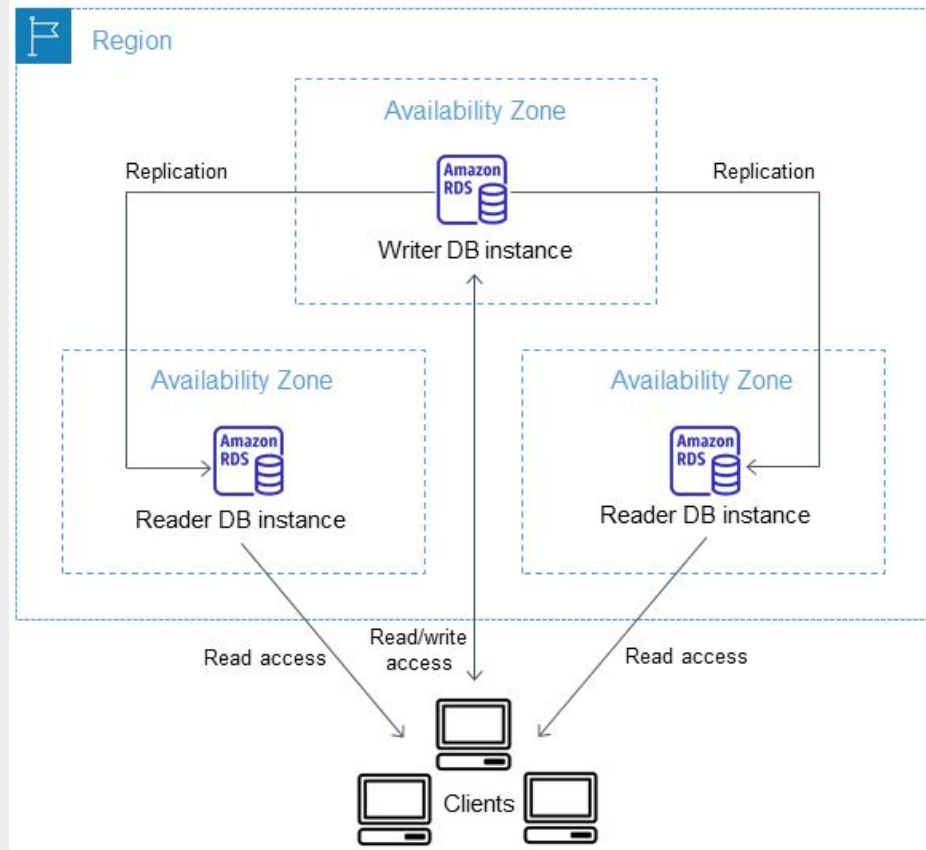 Region
Availability Zone
Replication
Replication
Amazon
RDS
Writer DB instance
Availability Zone
Availability Zone
Amazon
RDS
Amazon
RDS
Reader DB instance
Reader DB instance
Read access
Read/write
access
Read access
Clients